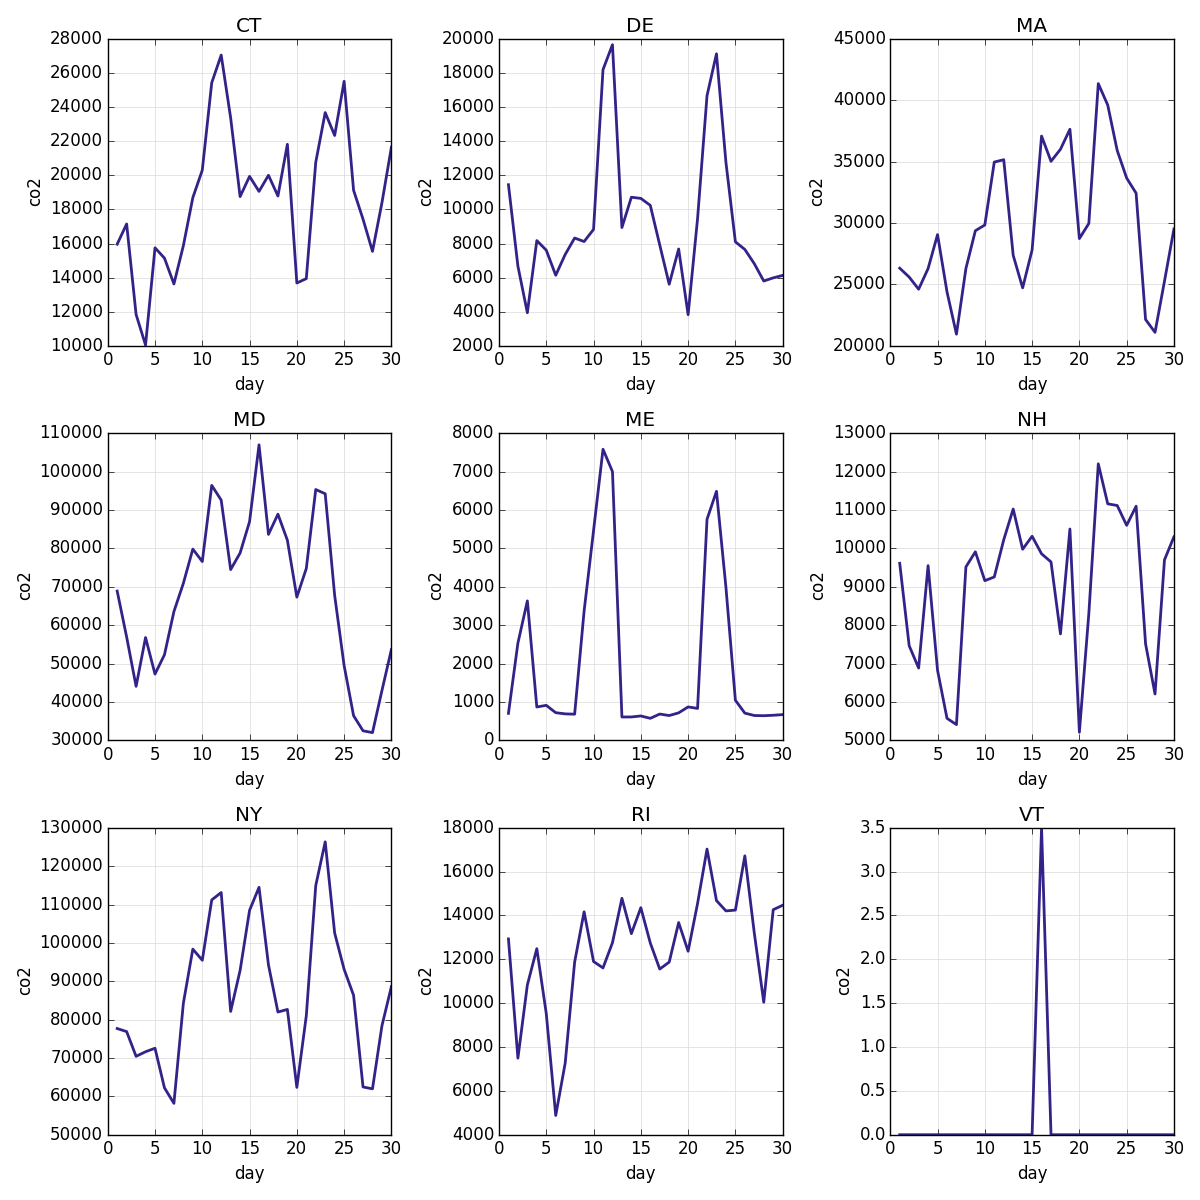 CT
28000
26000
24000
22000
20000
18000
16000
14000
12000
10000
co2
0 5 10 15 20 25 30
day
DE
20000
18000
16000
14000
12000
10000
8000
6000
4000
2000
co2
0 5 10 15 20 25 30
day
MA
45000
40000
35000
30000
25000
20000
co2
0 5 10 15 20 25 30
day
MD
110000
100000
90000
80000
70000
60000
50000
40000
30000
co2
0 5 10 15 20 25 30
day
ME
8000
7000
6000
5000
4000
3000
2000
1000
0
co2
0 5 10 15 20 25 30
day
NH
13000
12000
11000
10000
9000
8000
7000
6000
5000
co2
0 5 10 15 20 25 30
day
NY
130000
120000
110000
100000
90000
80000
70000
60000
50000
co2
0 5 10 15 20 25 30
day
RI
18000
16000
14000
12000
10000
8000
6000
4000
co2
0 5 10 15 20 25 30
day
VT
3.5
3.0
2.5
2.0
1.5
1.0
0.5
0.0
co2
0 5 10 15 20 25 30
day